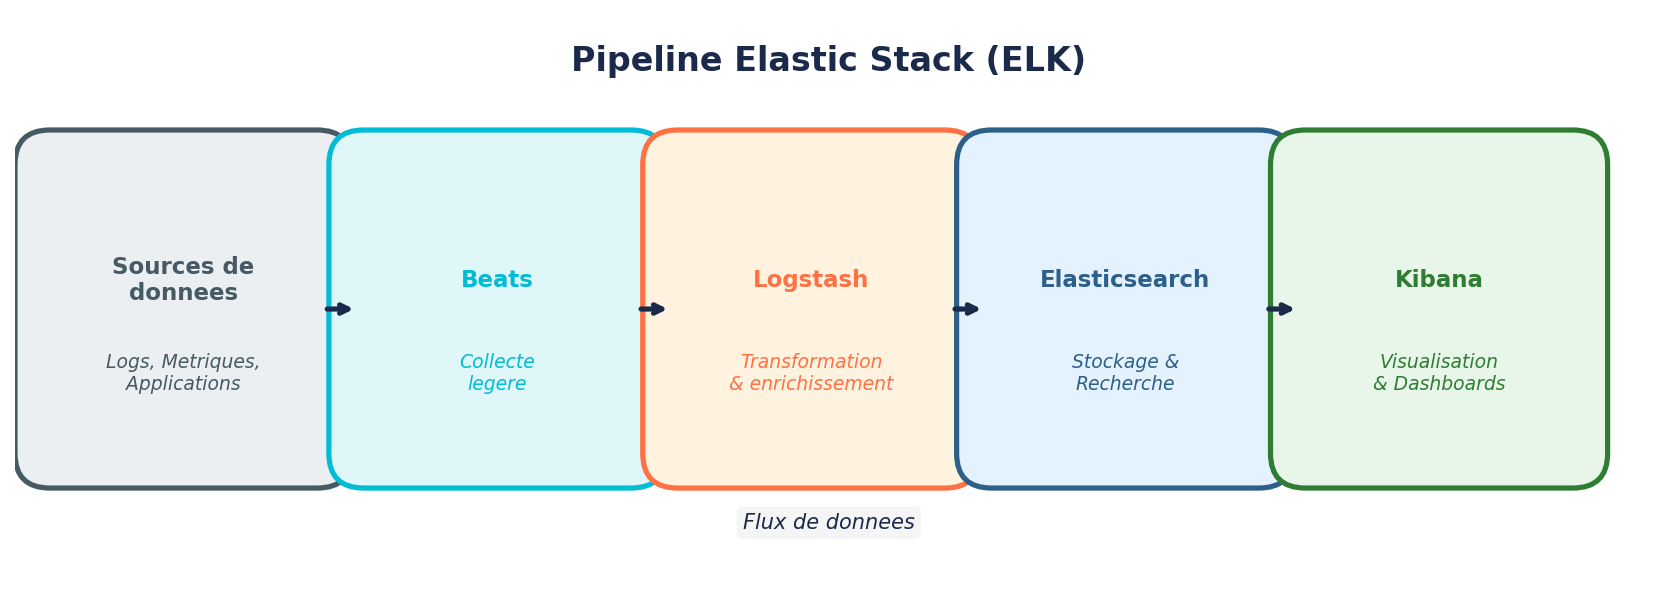 Pipeline Elastic Stack (ELK)
Sources de
donnees
Logs, Metriques,
Applications
Beats
Collecte
legere
Logstash
Transformation
& enrichissement
Elasticsearch
Stockage &
Recherche
Kibana
Visualisation
& Dashboards
Flux de donnees